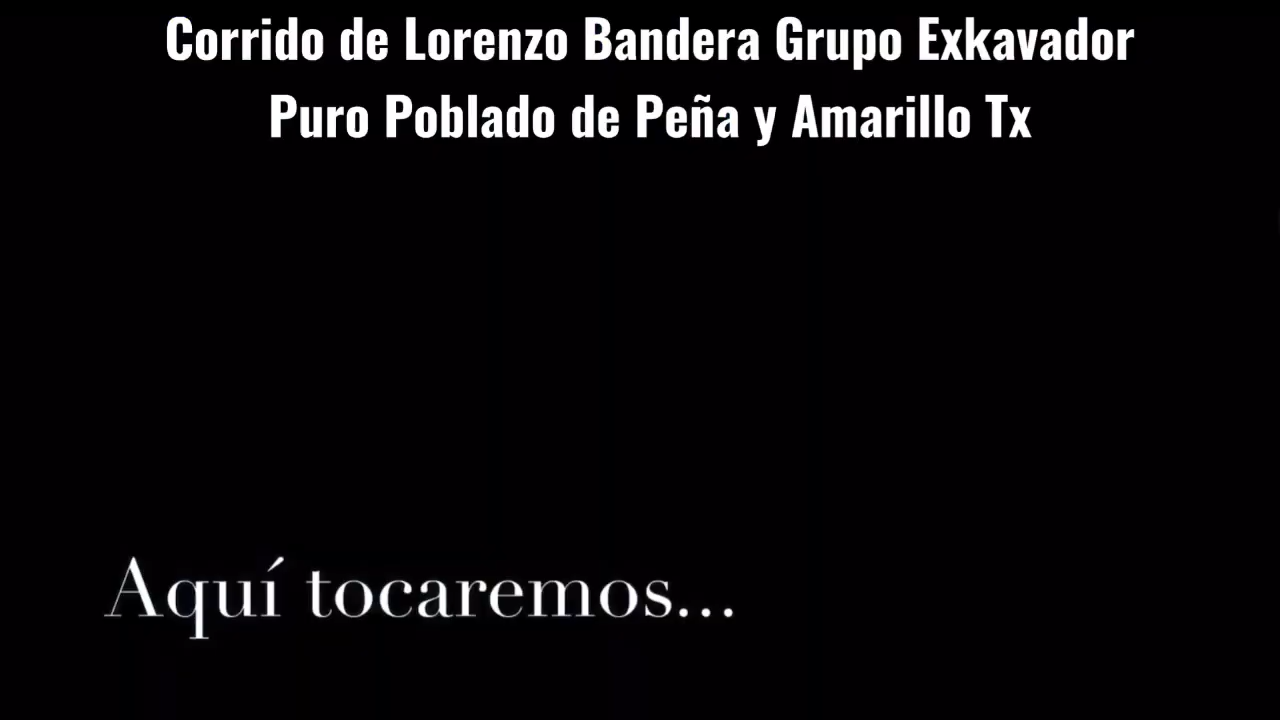 Corrido de Lorenzo Bandera Grupo Exkavador
Puro Poblado de Peña y Amarillo Tx
Aquí tocaremos...